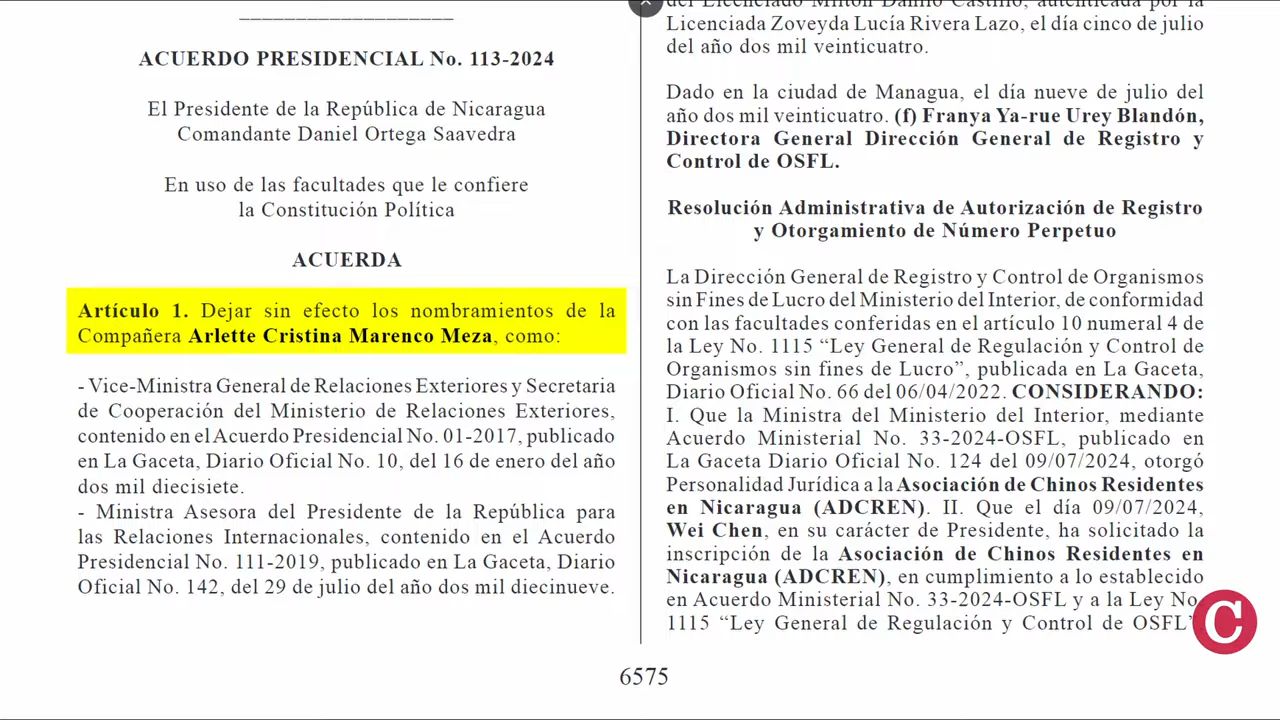 ACUERDO PRESIDENCIAL No. 113-2024
El Presidente de la República de Nicaragua
Comandante Daniel Ortega Saavedra
En uso de las facultades que le confiere
la Constitución Política
ACUERDA
Artículo 1. Dejar sin efecto los nombramientos de la
Compañera Arlette Cristina Marenco Meza, como:
- Vice-Ministra General de Relaciones Exteriores y Secretaria
de Cooperación del Ministerio de Relaciones Exteriores,
contenido en el Acuerdo Presidencial No. 01-2017, publicado
en La Gaceta, Diario Oficial No. 10, del 16 de enero del año
dos mil diecisiete.
- Ministra Asesora del Presidente de la República para
las Relaciones Internacionales, contenido en el Acuerdo
Presidencial No. 111-2019, publicado en La Gaceta, Diario
Oficial No. 142, del 29 de julio del año dos mil diecinueve.
del Licenciado Milton Danilo Castillo, autenticada por la
Licenciada Zoveyda Lucía Rivera Lazo, el día cinco de julio
del año dos mil veinticuatro.
Dado en la ciudad de Managua, el día nueve de julio del
año dos mil veinticuatro. (f) Franya Ya-rue Urey Blandón,
Directora General Dirección General de Registro y
Control de OSFL.
Resolución Administrativa de Autorización de Registro
y Otorgamiento de Número Perpetuo
La Dirección General de Registro y Control de Organismos
sin Fines de Lucro del Ministerio del Interior, de conformidad
con las facultades conferidas en el artículo 10 numeral 4 de
la Ley No. 1115 “Ley General de Regulación y Control de
Organismos sin fines de Lucro”, publicada en La Gaceta,
Diario Oficial No. 66 del 06/04/2022. CONSIDERANDO:
I. Que la Ministra del Ministerio del Interior, mediante
Acuerdo Ministerial No. 33-2024-OSFL, publicado en
La Gaceta Diario Oficial No. 124 del 09/07/2024, otorgó
Personalidad Jurídica a la Asociación de Chinos Residentes
en Nicaragua (ADCREN). II. Que el día 09/07/2024,
Wei Chen, en su carácter de Presidente, ha solicitado la
inscripción de la Asociación de Chinos Residentes en
Nicaragua (ADCREN), en cumplimiento a lo establecido
en Acuerdo Ministerial No. 33-2024-OSFL y a la Ley No.
1115 “Ley General de Regulación y Control de OSFL”,
C
6575